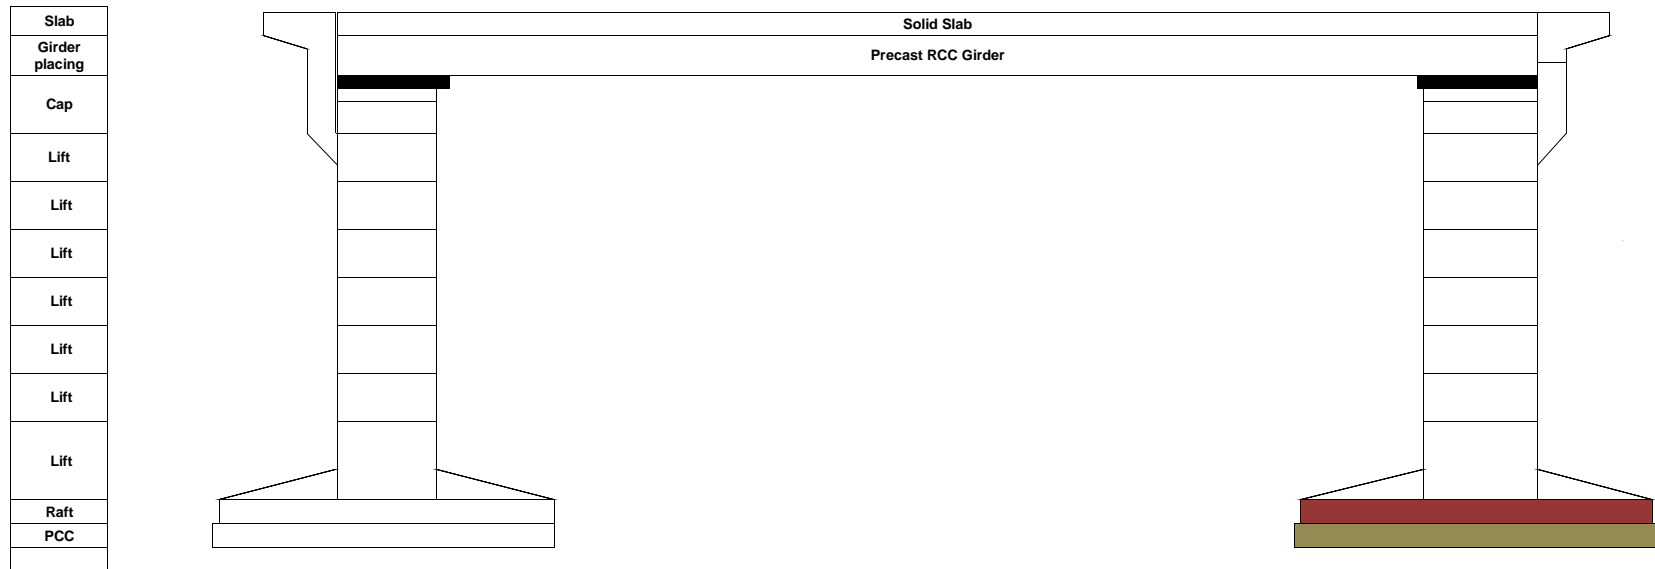 Slab
Solid Slab
Girder
placing
Precast RCC Girder
Cap
Lift
Lift
Lift
Lift
Lift
Lift
Lift
Raft
PCC